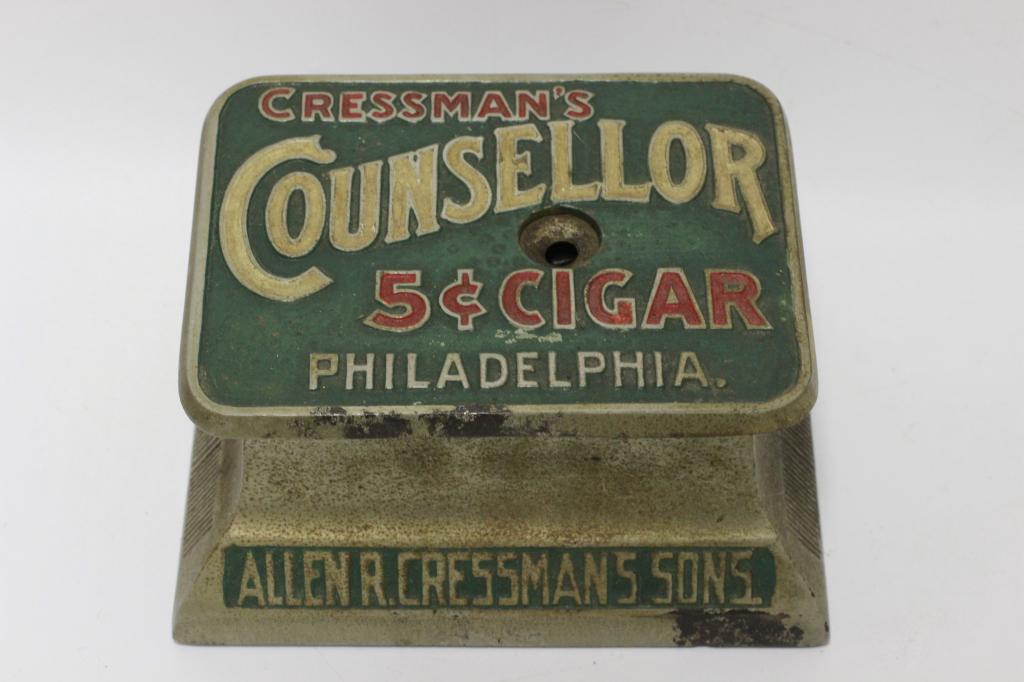 CRESSMAN'S
COUNSELLOR
5¢ CIGAR
PHILADELPHIA.
ALLEN R. CRESSMAN'S SONS.